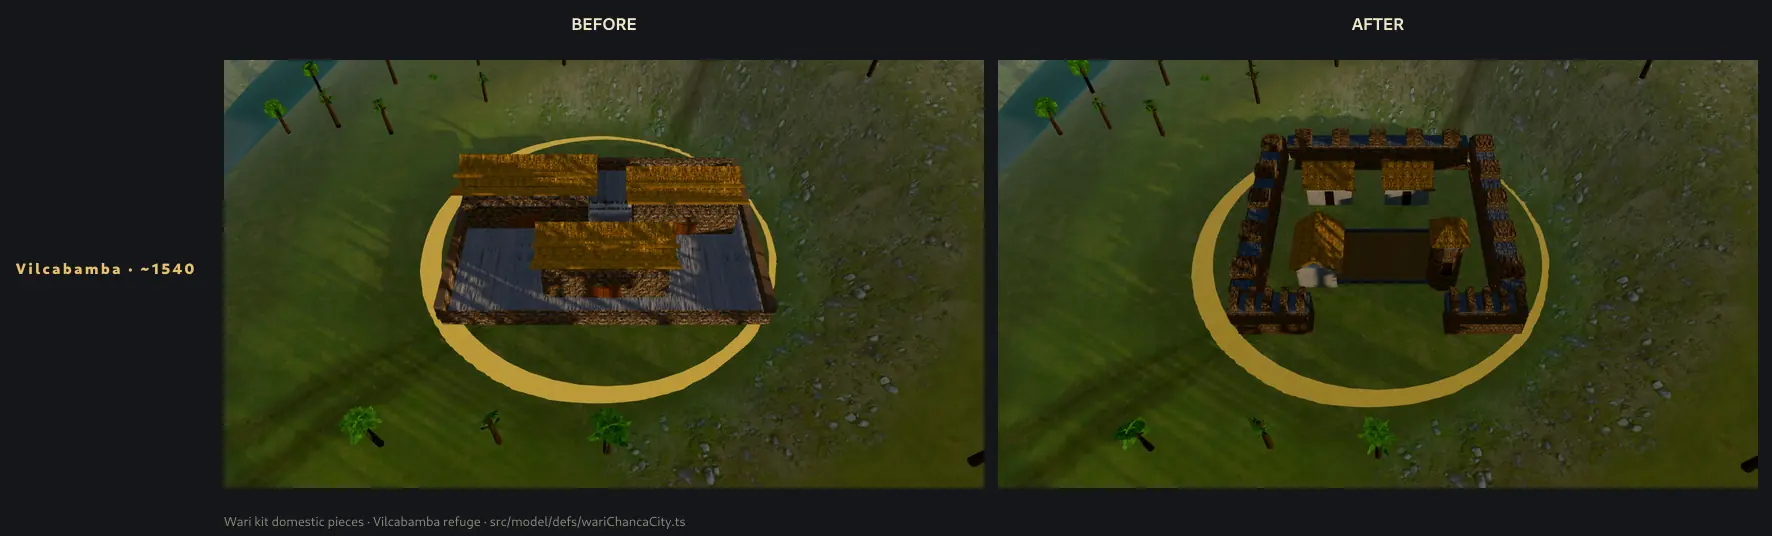 BEFORE
AFTER
Vilcabamba · ~1540
Wari kit domestic pieces · Vilcabamba refuge · src/model/defs/wariChancaCity.ts